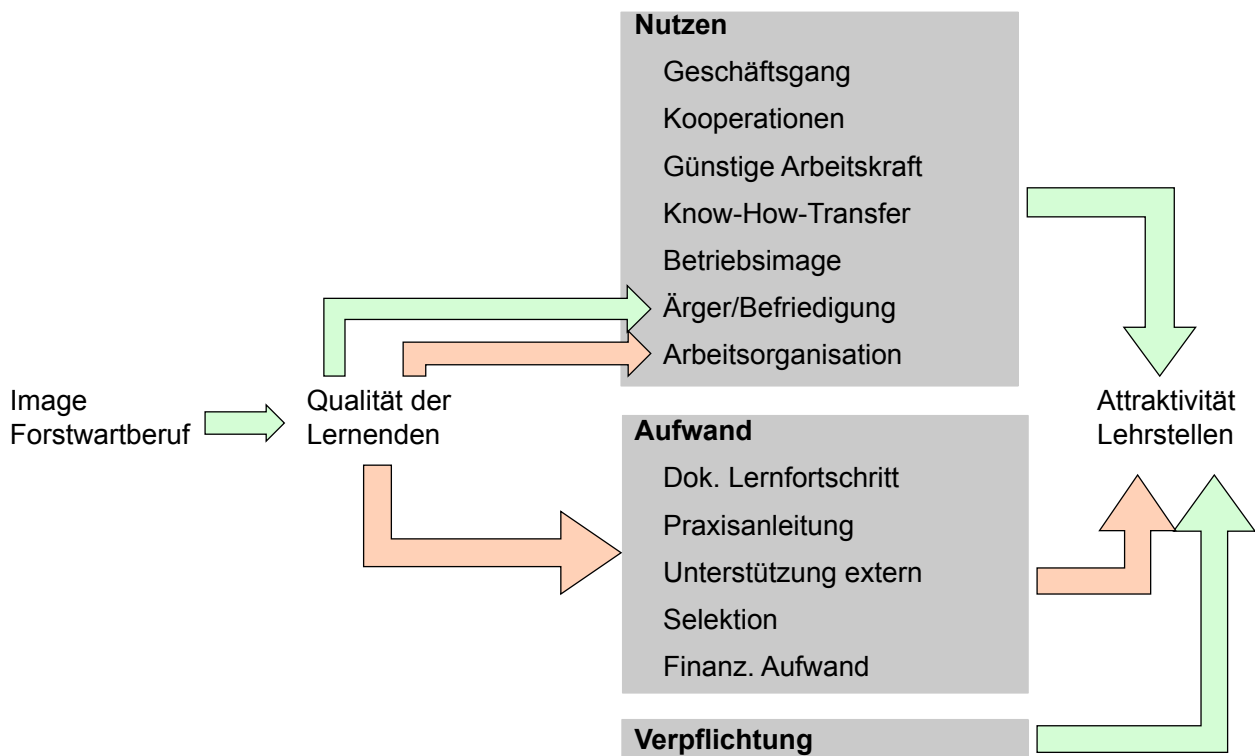 Nutzen
Geschäftsgang
Kooperationen
Günstige Arbeitskraft
Know-How-Transfer
Betriebsimage
Ärger/Befriedigung
Arbeitsorganisation
Image
Forstwartberuf
Qualität der
Lernenden
Attraktivität
Lehrstellen
Aufwand
Dok. Lernfortschritt
Praxisanleitung
Unterstützung extern
Selektion
Finanz. Aufwand
Verpflichtung